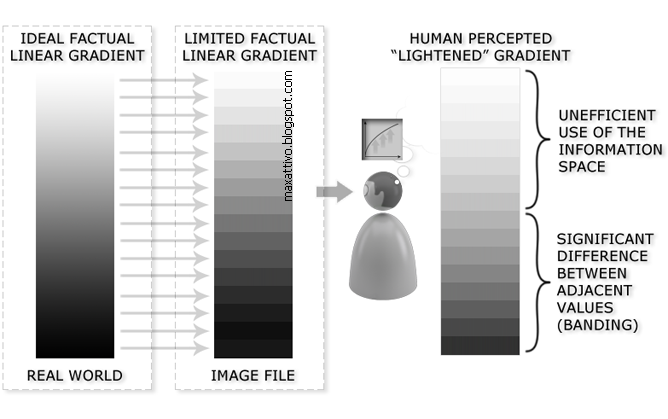 IDEAL FACTUAL
LINEAR GRADIENT
REAL WORLD
LIMITED FACTUAL
LINEAR GRADIENT
maxattivo.blogspot.com
IMAGE FILE
HUMAN PERCEPTED
“LIGHTENED” GRADIENT
UNEFFICIENT
USE OF THE
INFORMATION
SPACE
SIGNIFICANT
DIFFERENCE
BETWEEN
ADJACENT
VALUES
(BANDING)